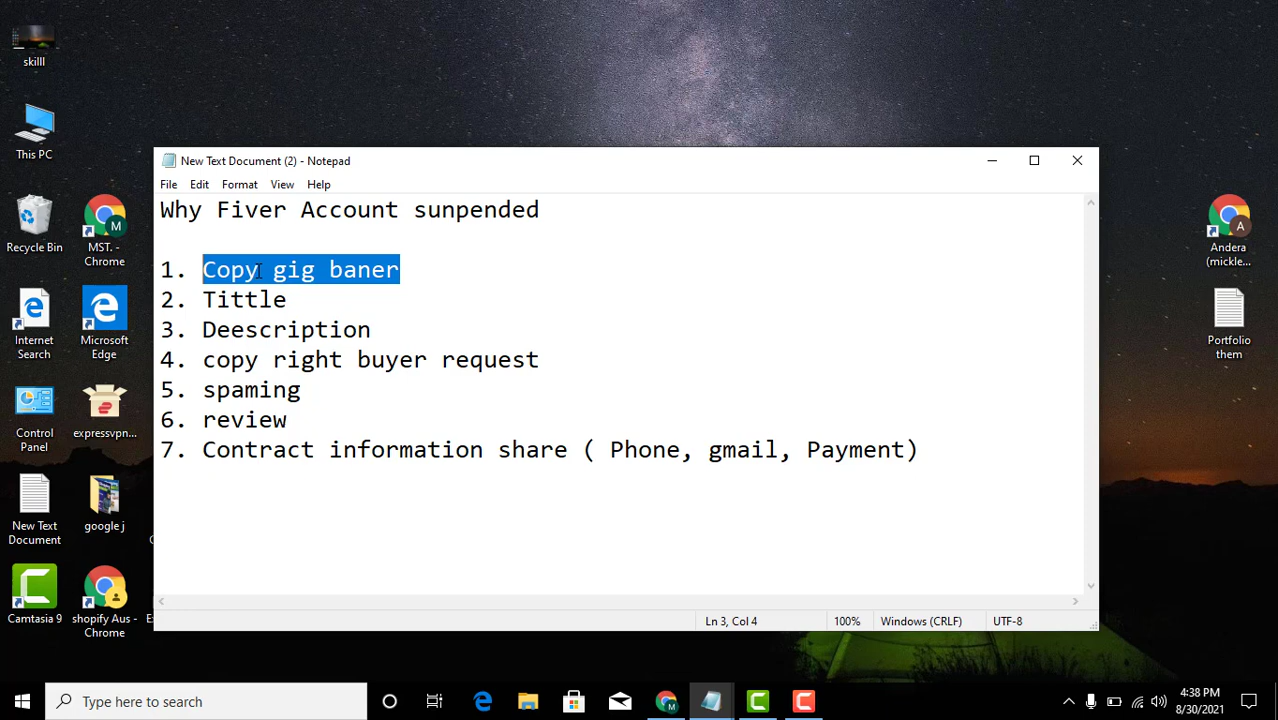 skilll
This PC
Recycle Bin
MST. -
Chrome
Internet
Search
Microsoft
Edge
Control
Panel
expressvpn...
New Text
Document
google j
Camtasia 9
shopify Aus -
Chrome
New Text Document (2) - Notepad
File Edit Format View Help
Why Fiver Account sunpended
1. Copy gig baner
2. Tittle
3. Deescription
4. copy right buyer request
5. spaming
6. review
7. Contract information share ( Phone, gmail, Payment)
Ln 3, Col 4 100% Windows (CRLF) UTF-8
Andera
(mickle...
Portfolio
them
Type here to search
4:38 PM
8/30/2021